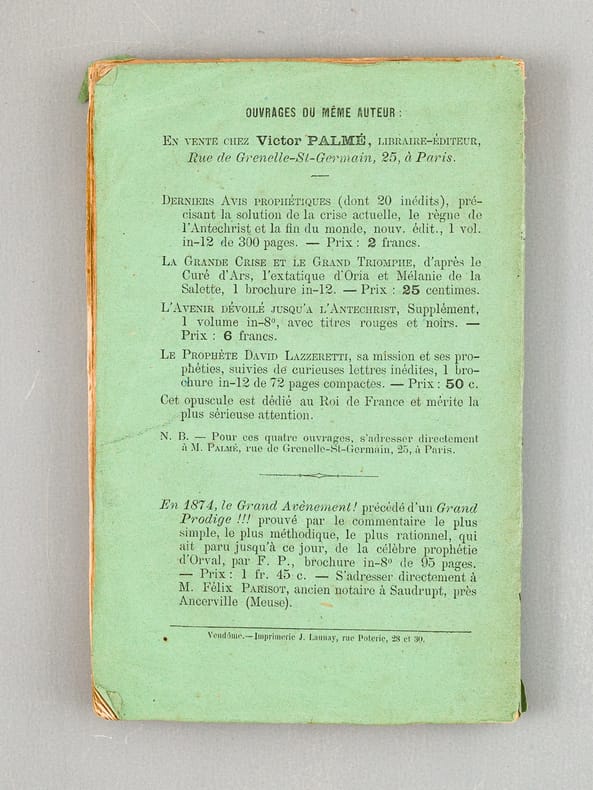 OUVRAGES DU MÊME AUTEUR :
EN VENTE CHEZ Victor PALMÉ, LIBRAIRE-ÉDITEUR,
Rue de Grenelle-St-Germain, 25, à Paris.
DERNIERS AVIS PROPHÉTIQUES (dont 20 inédits), pré-
cisant la solution de la crise actuelle, le règne de
l'Antechrist et la fin du monde, nouv. édit., 1 vol.
in-12 de 300 pages. — Prix : 2 francs.
LA GRANDE CRISE ET LE GRAND TRIOMPHE, d'après le
Curé d'Ars, l'extatique d'Oria et Mélanie de la
Salette, 1 brochure in-12. — Prix : 25 centimes.
L'AVENIR DÉVOILÉ JUSQU'A L'ANTECHRIST, Supplément,
1 volume in-8º, avec titres rouges et noirs. —
Prix : 6 francs.
LE PROPHÈTE DAVID LAZZERETTI, sa mission et ses pro-
phéties, suivies de curieuses lettres inédites, 1 bro-
chure in-12 de 72 pages compactes. — Prix : 50 c.
Cet opuscule est dédié au Roi de France et mérite la
plus sérieuse attention.
N. B. — Pour ces quatre ouvrages, s'adresser directement
à M. PALMÉ, rue de Grenelle-St-Germain, 25, à Paris.
En 1874, le Grand Avènement! précédé d'un Grand
Prodige !!! prouvé par le commentaire le plus
simple, le plus méthodique, le plus rationnel, qui
ait paru jusqu'à ce jour, de la célèbre prophétie
d'Orval, par F. P., brochure in-8º de 95 pages.
— Prix : 1 fr. 45 c. — S'adresser directement à
M. Félix PARISOT, ancien notaire à Saudrupt, près
Ancerville (Meuse).
Vendôme.—Imprimerie J. Launay, rue Poterie, 28 et 30.